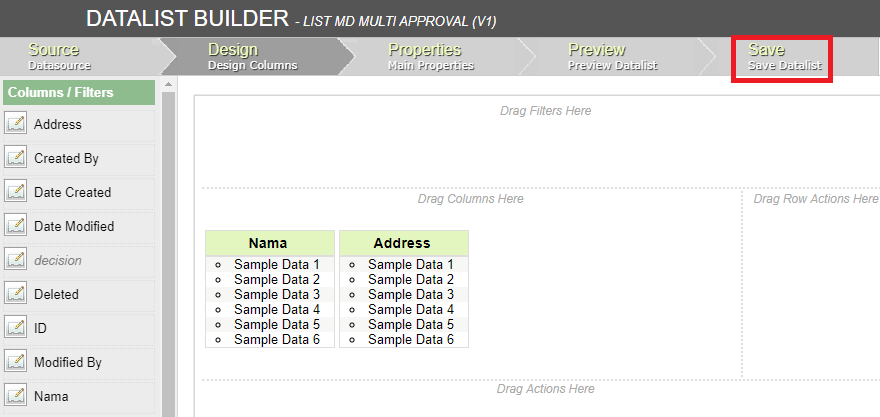 DATALIST BUILDER - LIST MD MULTI APPROVAL (V1)
Source
Datasource
Design
Design Columns
Properties
Main Properties
Preview
Preview Datalist
Save
Save Datalist
Columns / Filters
Address
Created By
Date Created
Date Modified
decision
Deleted
ID
Modified By
Nama
Drag Filters Here
Drag Columns Here
Drag Row Actions Here
Nama
Sample Data 1
Sample Data 2
Sample Data 3
Sample Data 4
Sample Data 5
Sample Data 6
Address
Sample Data 1
Sample Data 2
Sample Data 3
Sample Data 4
Sample Data 5
Sample Data 6
Drag Actions Here